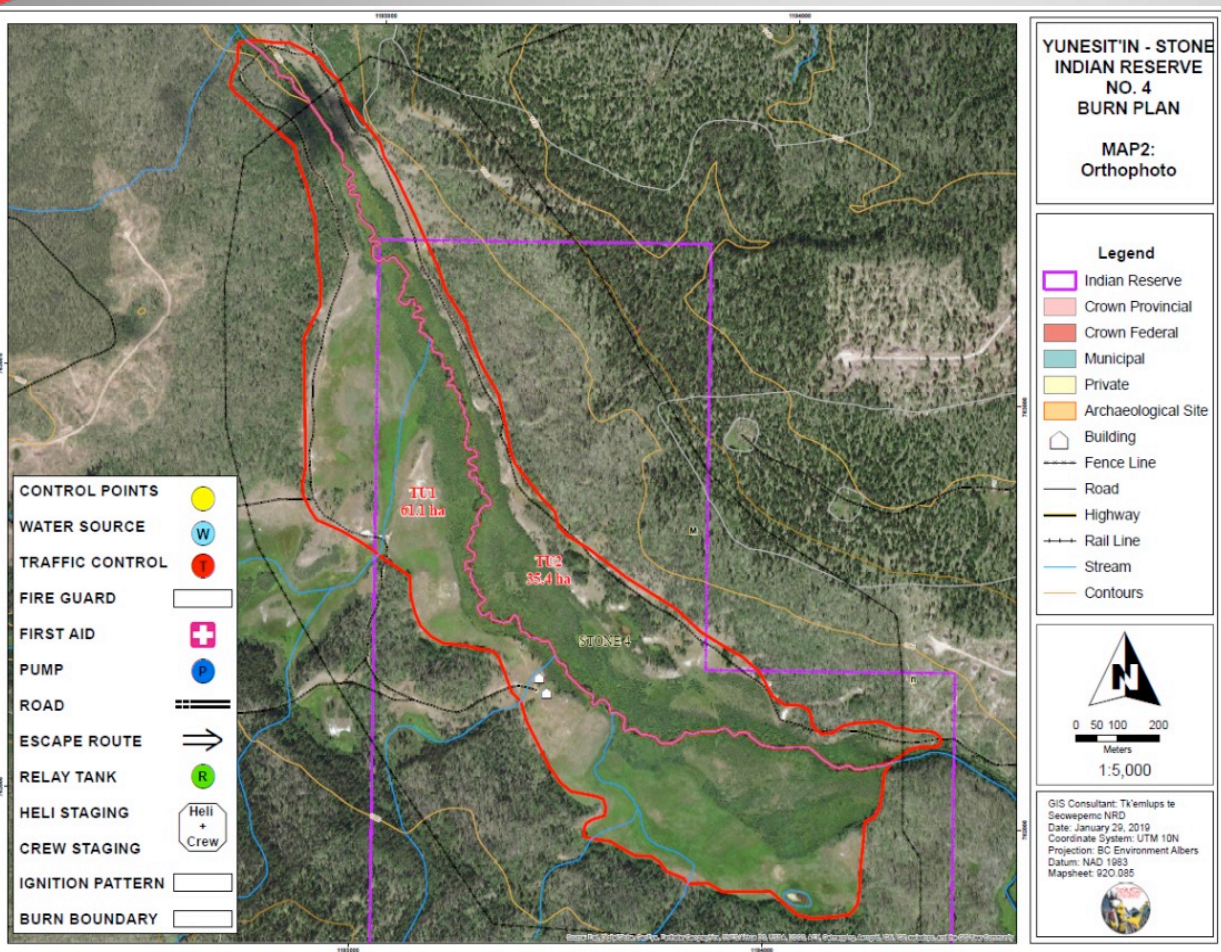 1193000
1194000
YUNESIT'IN - STONE
INDIAN RESERVE
NO. 4
BURN PLAN
MAP2:
Orthophoto
Legend
Indian Reserve
Crown Provincial
Crown Federal
Municipal
Private
Archaeological Site
Building
Fence Line
Road
Highway
Rail Line
Stream
Contours
N
0 50 100 200
Meters
1:5,000
GIS Consultant: Tk'emlups te
Secwepemc NRD
Date: January 29, 2019
Coordinate System: UTM 10N
Projection: BC Environment Albers
Datum: NAD 1983
Mapsheet: 92O.085
TU1
61.1 ha
TU2
35.4 ha
STONE 4
M
R
CONTROL POINTS
WATER SOURCE
W
TRAFFIC CONTROL
T
FIRE GUARD
FIRST AID
PUMP
P
ROAD
ESCAPE ROUTE
RELAY TANK
R
HELI STAGING
Heli
+
Crew
CREW STAGING
IGNITION PATTERN
BURN BOUNDARY
1193000
1194000